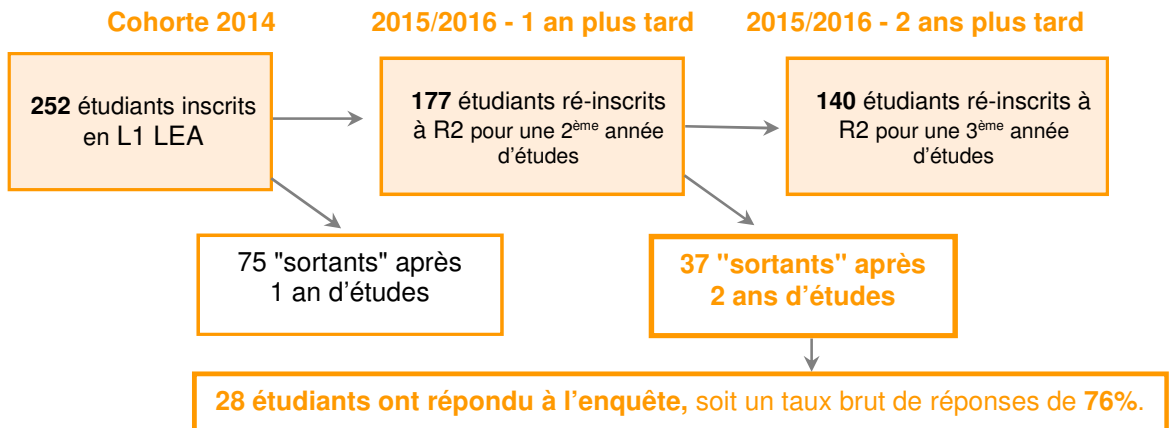 Cohorte 2014
2015/2016 - 1 an plus tard
2015/2016 - 2 ans plus tard
252 étudiants inscrits
en L1 LEA
177 étudiants ré-inscrits
à R2 pour une 2ème année
d'études
140 étudiants ré-inscrits à
R2 pour une 3ème année
d'études
75 "sortants" après
1 an d'études
37 "sortants" après
2 ans d'études
28 étudiants ont répondu à l'enquête, soit un taux brut de réponses de 76%.